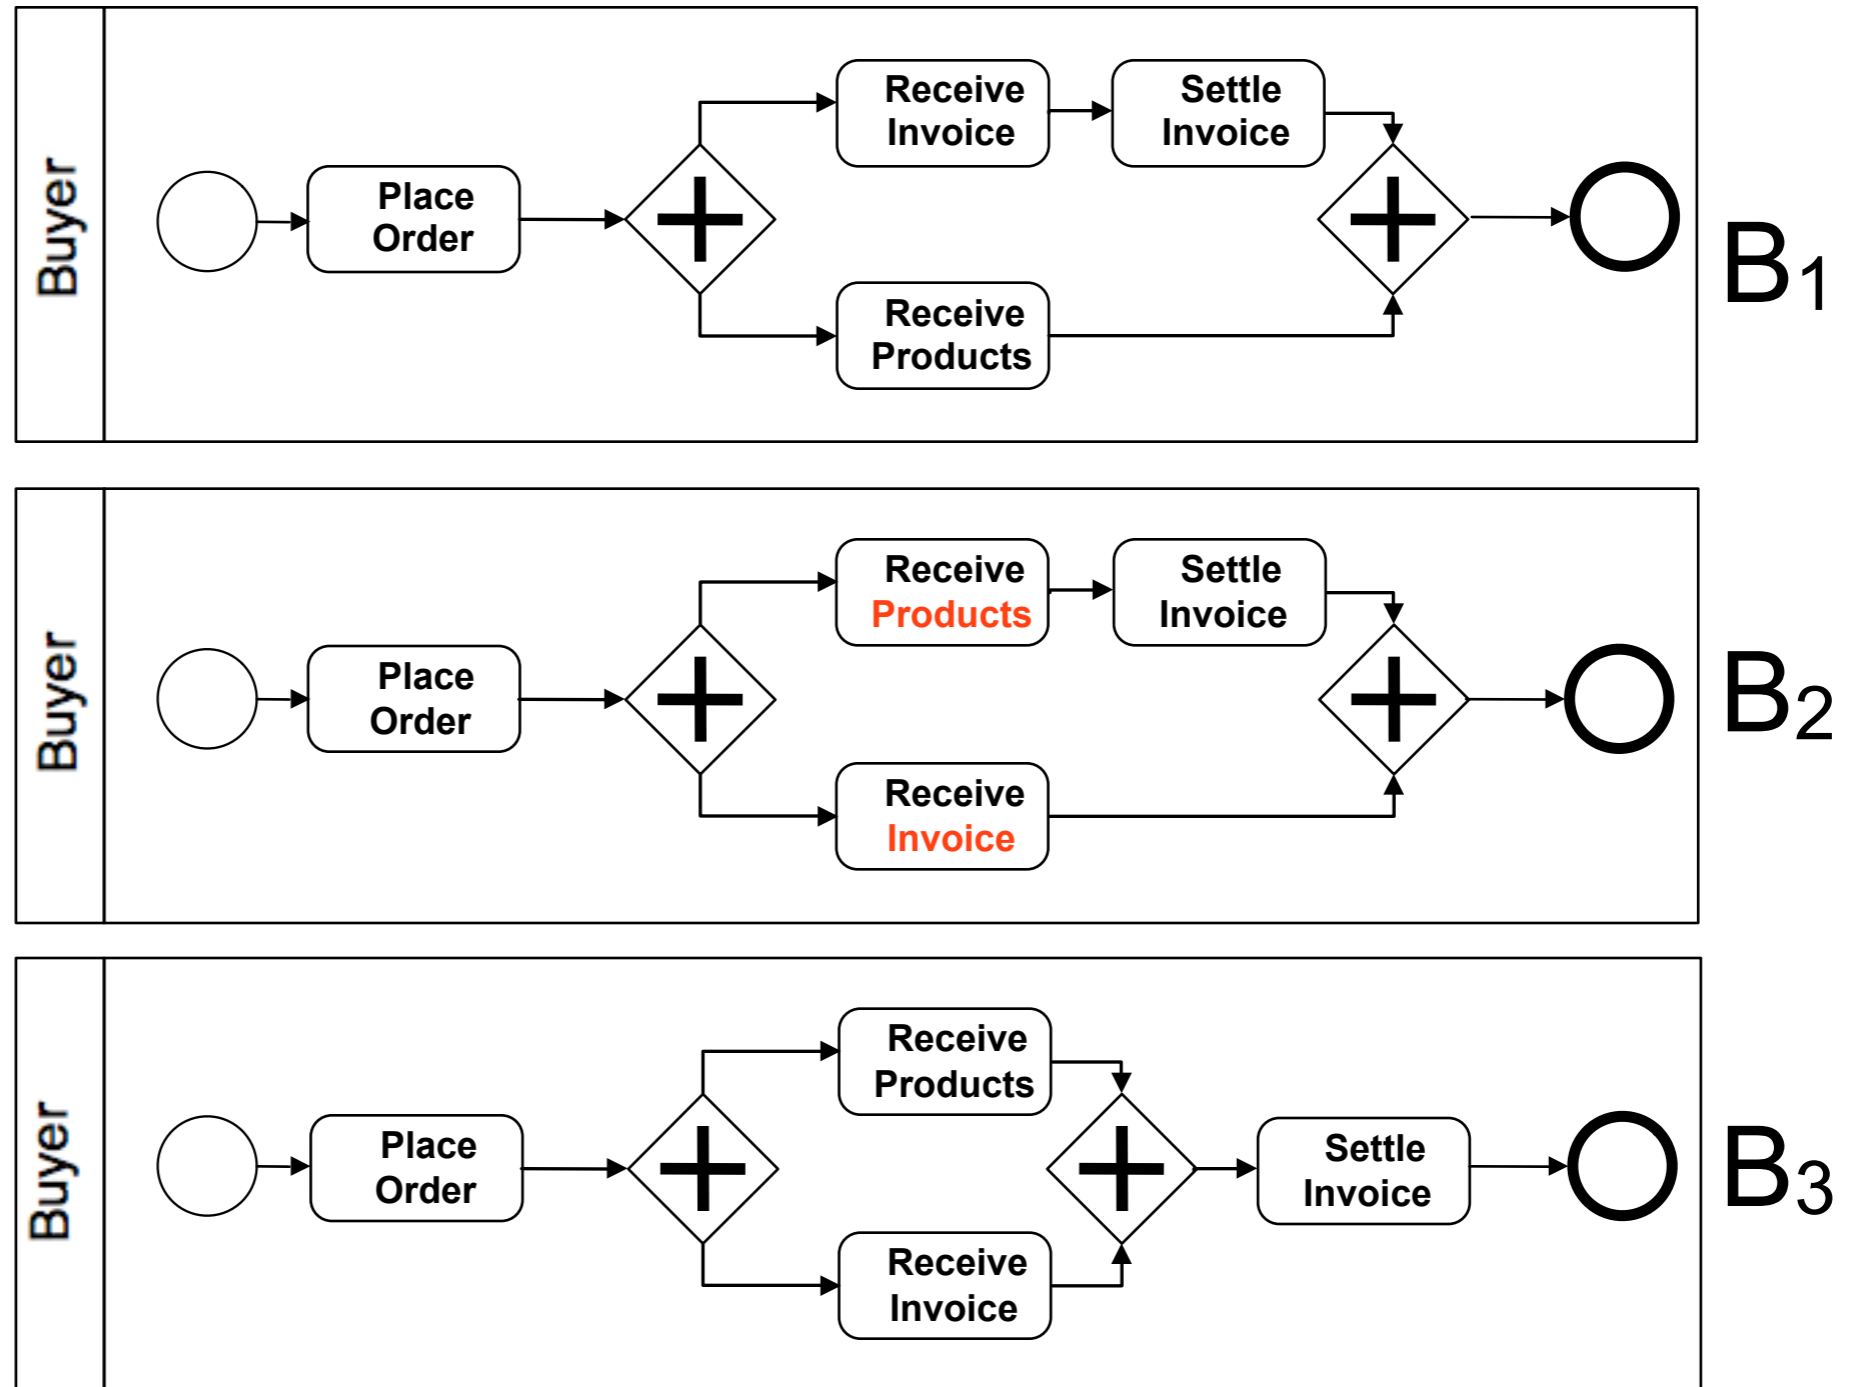 Buyer
Place
Order
Receive
Invoice
Settle
Invoice
Receive
Products
B1
Buyer
Place
Order
Receive
Products
Settle
Invoice
Receive
Invoice
B2
Buyer
Place
Order
Receive
Products
Receive
Invoice
Settle
Invoice
B3